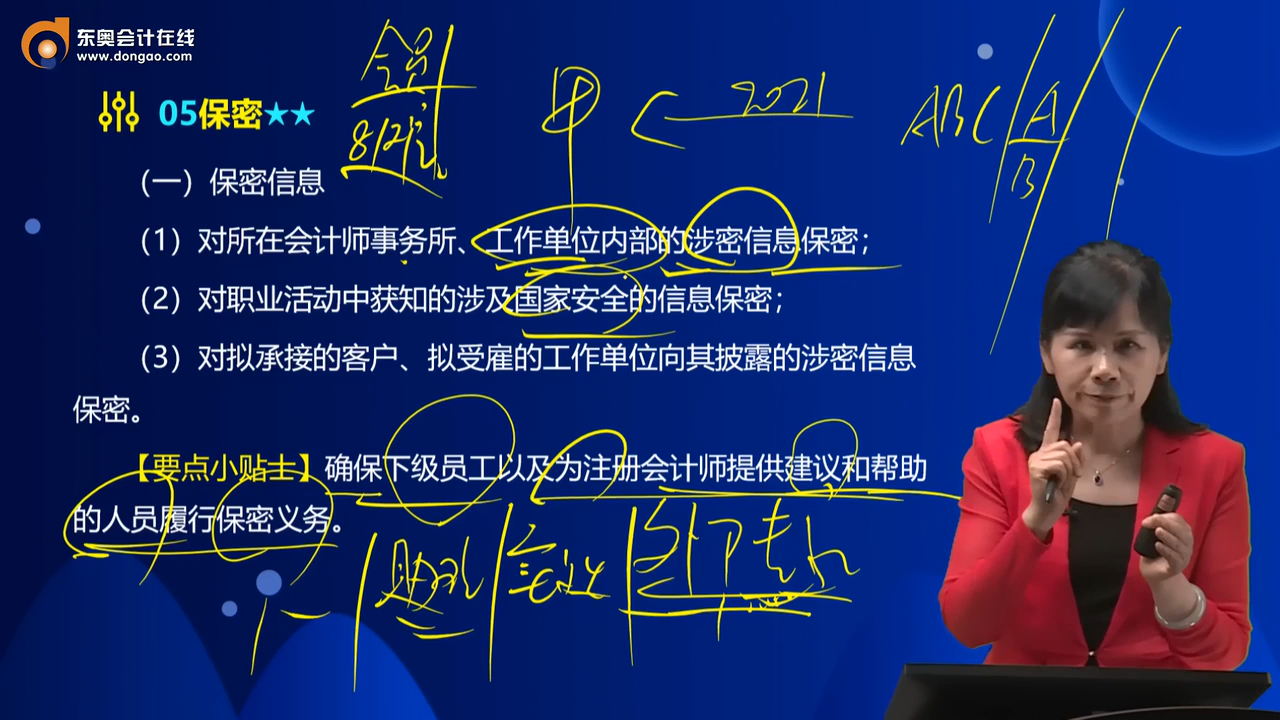 东奥会计在线
www.dongao.com
会员
2021
ABC
A
B
甲
05保密★★
（一）保密信息
（1）对所在会计师事务所、工作单位内部的涉密信息保密；
（2）对职业活动中获知的涉及国家安全的信息保密；
（3）对拟承接的客户、拟受雇的工作单位向其披露的涉密信息
保密。
【要点小贴士】确保下级员工以及为注册会计师提供建议和帮助
的人员履行保密义务。
外下专家